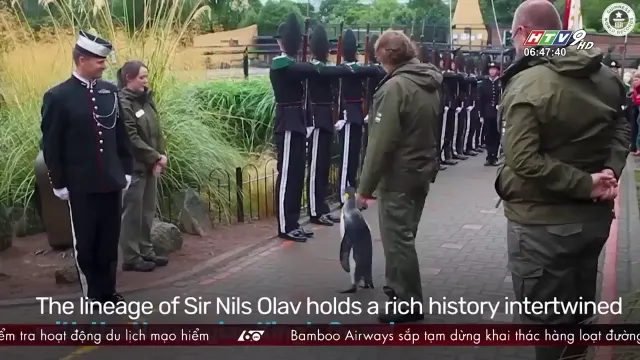 HTV9 HD
06:47:40
The lineage of Sir Nils Olav holds a rich history intertwined
ểm tra hoạt động du lịch mạo hiểm
Bamboo Airways sắp tạm dừng khai thác hàng loạt đường